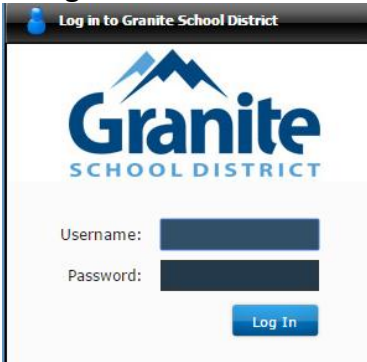 Log in to Granite School District
Granite
SCHOOL DISTRICT
Username:
Password:
Log In